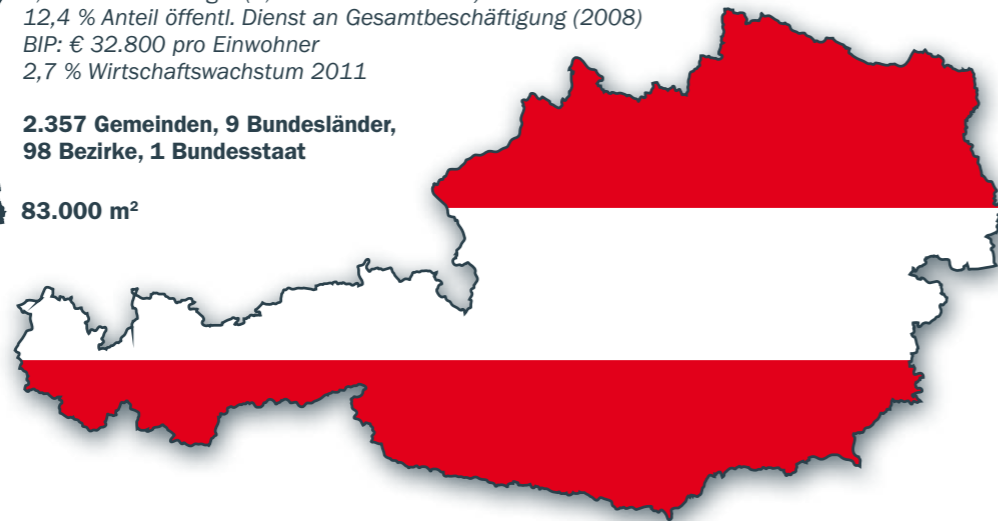 12,4 % Anteil öffentl. Dienst an Gesamtbeschäftigung (2008)
BIP: € 32.800 pro Einwohner
2,7 % Wirtschaftswachstum 2011
2.357 Gemeinden, 9 Bundesländer,
98 Bezirke, 1 Bundesstaat
83.000 m²